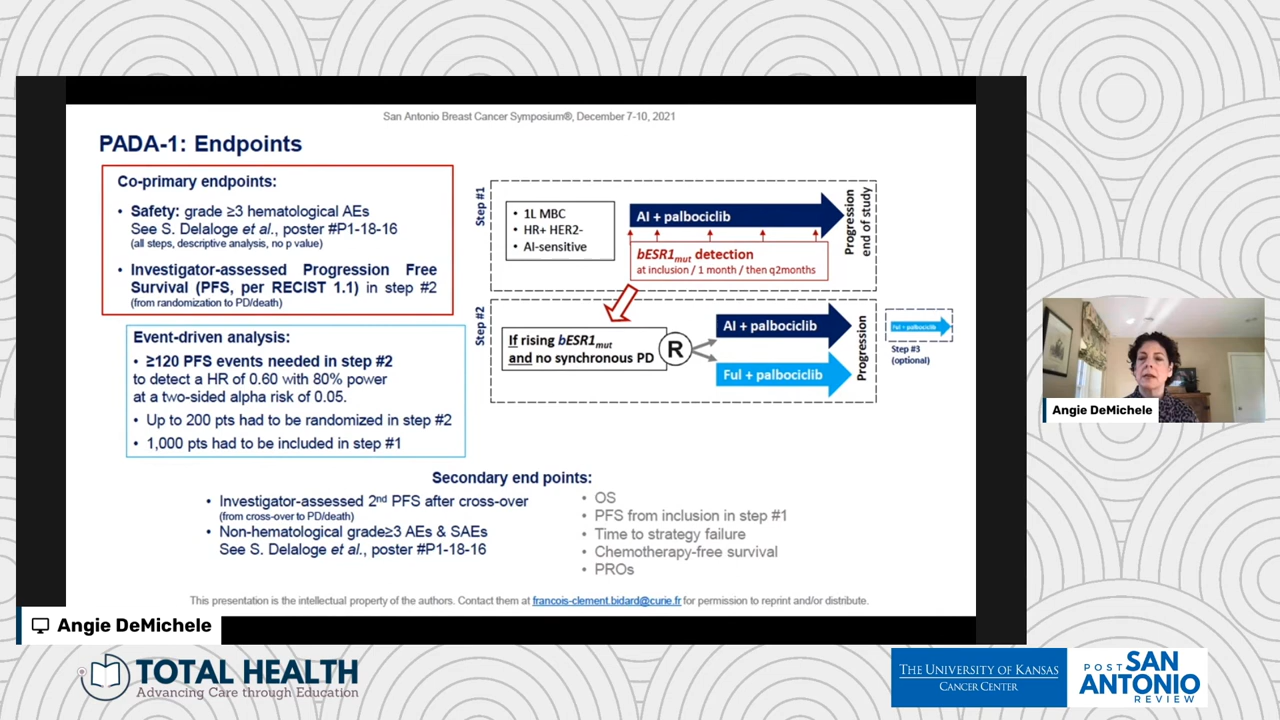 San Antonio Breast Cancer Symposium®, December 7-10, 2021
PADA-1: Endpoints
Co-primary endpoints:
• Safety: grade ≥3 hematological AEs
See S. Delaloge et al., poster #P1-18-16
(all steps, descriptive analysis, no p value)
• Investigator-assessed Progression Free
Survival (PFS, per RECIST 1.1) in step #2
(from randomization to PD/death)
Event-driven analysis:
• ≥120 PFS events needed in step #2
to detect a HR of 0.60 with 80% power
at a two-sided alpha risk of 0.05.
• Up to 200 pts had to be randomized in step #2
• 1,000 pts had to be included in step #1
Step #1
• 1L MBC
• HR+ HER2-
• AI-sensitive
AI + palbociclib
bESR1mut detection
at inclusion / 1 month / then q2months
Progression
end of study
Step #2
If rising bESR1mut
and no synchronous PD
R
AI + palbociclib
Ful + palbociclib
Progression
Ful + palbociclib
Step #3
(optional)
Secondary end points:
• Investigator-assessed 2nd PFS after cross-over
(from cross-over to PD/death)
• Non-hematological grade≥3 AEs & SAEs
See S. Delaloge et al., poster #P1-18-16
• OS
• PFS from inclusion in step #1
• Time to strategy failure
• Chemotherapy-free survival
• PROs
This presentation is the intellectual property of the authors. Contact them at francois-clement.bidard@curie.fr for permission to reprint and/or distribute.
Angie DeMichele
Angie DeMichele
TOTAL HEALTH
Advancing Care through Education
THE UNIVERSITY OF KANSAS
CANCER CENTER
POST
SAN
ANTONIO
REVIEW